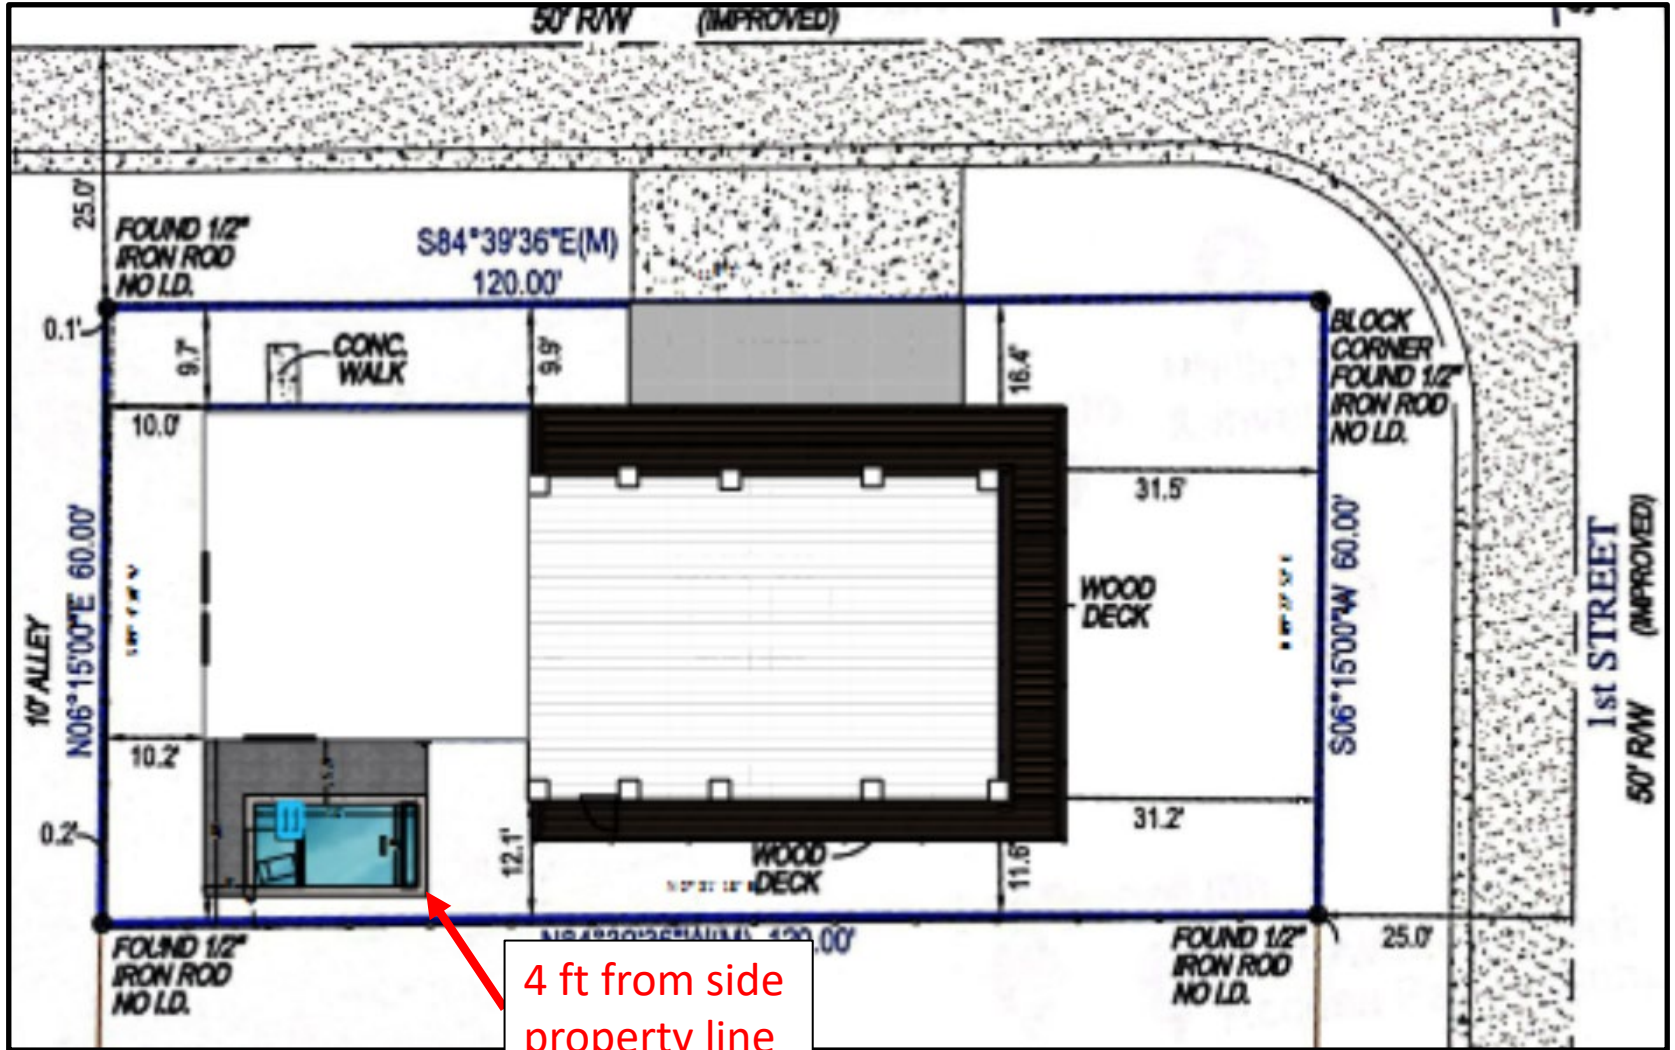 50' R/W (IMPROVED)
25.0'
FOUND 1/2"
IRON ROD
NO I.D.
S84°39'36"E(M)
120.00'
0.1'
9.7'
CONC.
WALK
9.9'
16.4'
BLOCK
CORNER
FOUND 1/2"
IRON ROD
NO I.D.
10.0'
31.5'
10' ALLEY
N06°15'00"E 60.00'
WOOD
DECK
S06°15'00"W 60.00'
1st STREET
50' R/W (IMPROVED)
10.2'
0.2'
12.1'
WOOD
DECK
11.6'
31.2'
FOUND 1/2"
IRON ROD
NO I.D.
4 ft from side
property line
FOUND 1/2"
IRON ROD
NO I.D.
25.0'